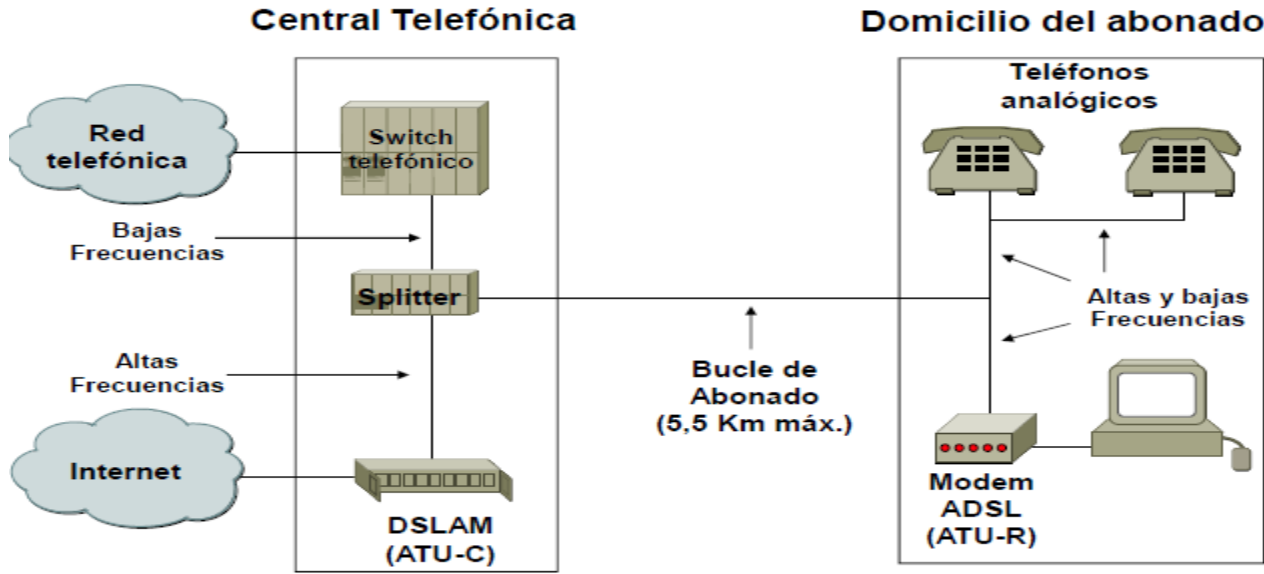 Central Telefónica
Domicilio del abonado
Red
telefónica
Switch
telefónico
Teléfonos
analógicos
Bajas
Frecuencias
Splitter
Altas y bajas
Frecuencias
Altas
Frecuencias
Bucle de
Abonado
(5,5 Km máx.)
Internet
DSLAM
(ATU-C)
Modem
ADSL
(ATU-R)